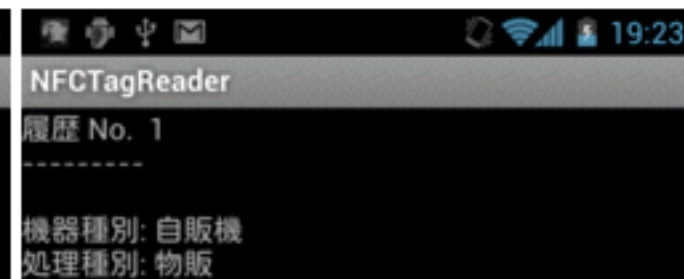 19:23
NFCTagReader
履歴 No. 1
---------
機器種別: 自販機
処理種別: 物販